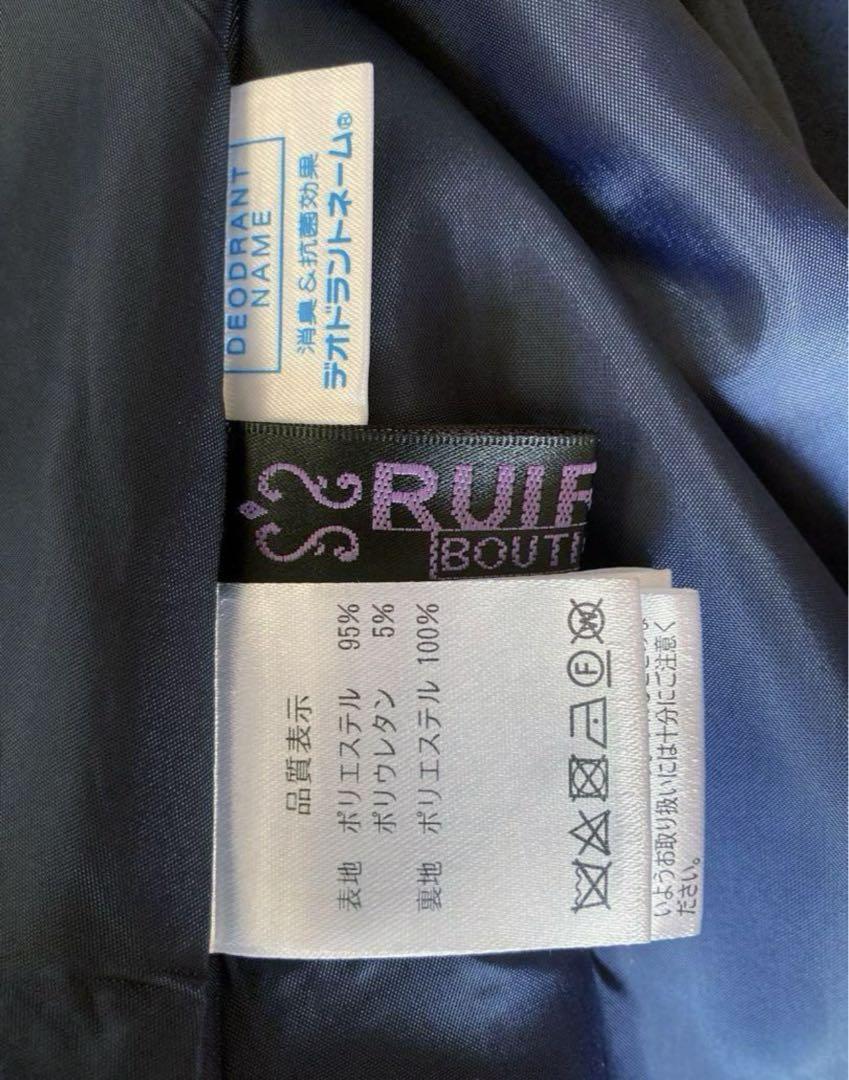 DEODRANT
NAME
消臭&抗菌効果
デオドラントネーム®
RUIF
BOUTI
品質表示
表地 ポリエステル 95%
ポリウレタン 5%
裏地 ポリエステル 100%
F
W
いようお取り扱いには十分にご注意く
ださい。